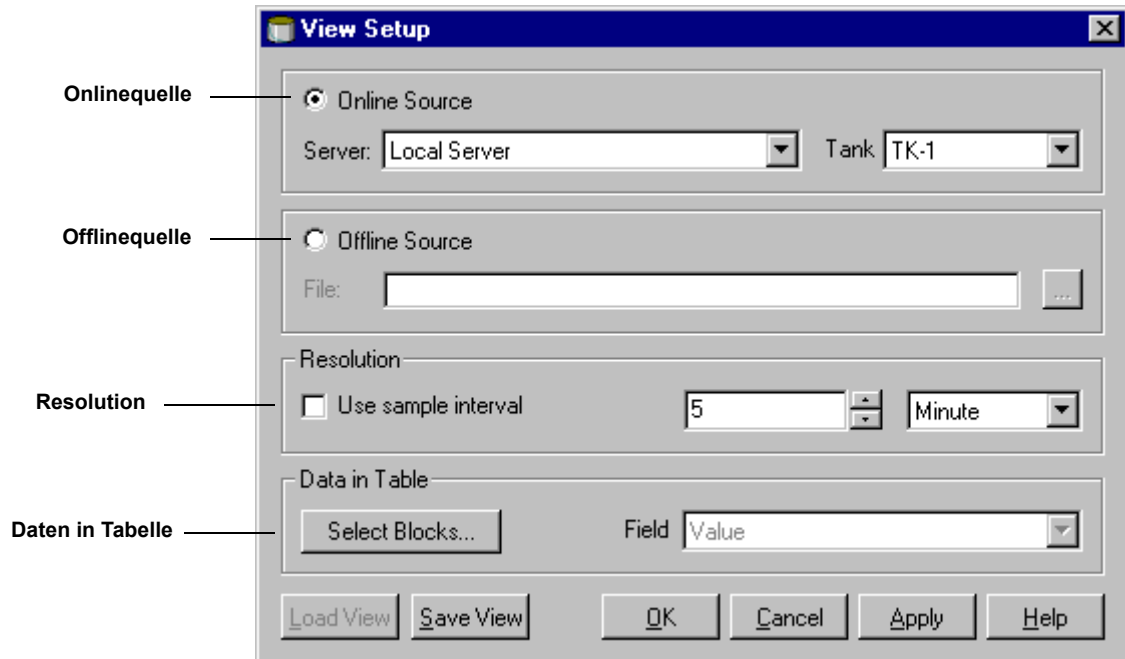 View Setup
Onlinequelle
Online Source
Server: Local Server Tank TK-1
Offlinequelle
Offline Source
File: ...
Resolution
Resolution
Use sample interval 5 Minute
Data in Table
Daten in Tabelle
Select Blocks... Field Value
Load View Save View OK Cancel Apply Help